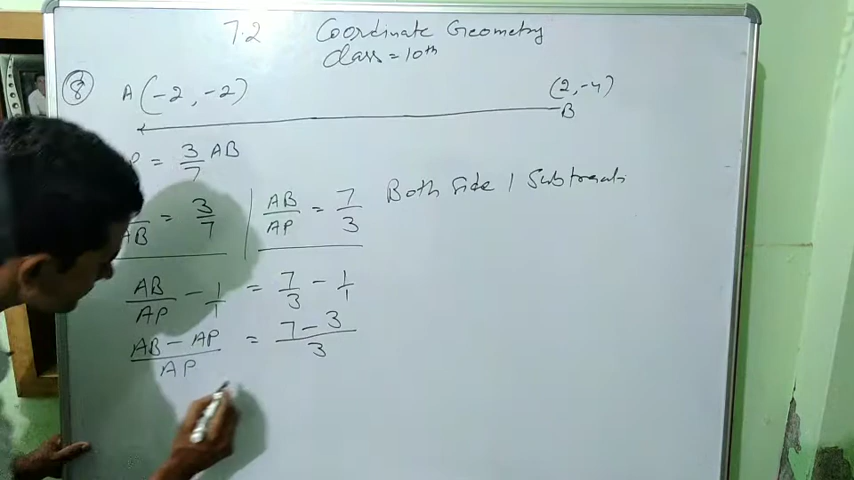 7.2 Coordinate Geometry
Class = 10th
8 A (-2, -2) (2, -4)
B
P = 3/7 AB
AB = 3/7 | AB/AP = 7/3 Both Side 1 Subtract
AB/AP - 1/1 = 7/3 - 1/1
AB - AP/AP = 7 - 3/3